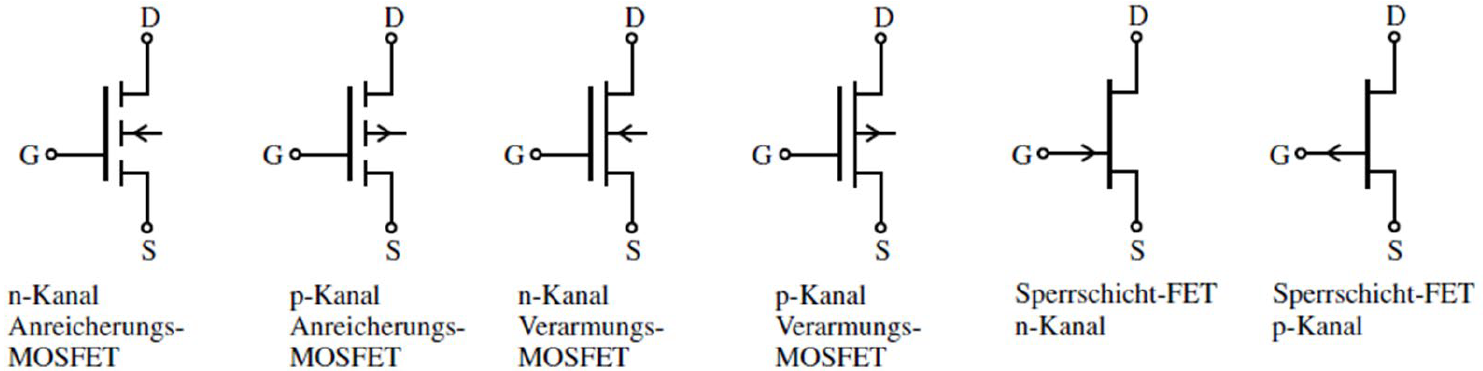 D D D D D D
G G G G G G
S S S S S S
n-Kanal
Anreicherungs-
MOSFET
p-Kanal
Anreicherungs-
MOSFET
n-Kanal
Verarmungs-
MOSFET
p-Kanal
Verarmungs-
MOSFET
Sperrschicht-FET
n-Kanal
Sperrschicht-FET
p-Kanal